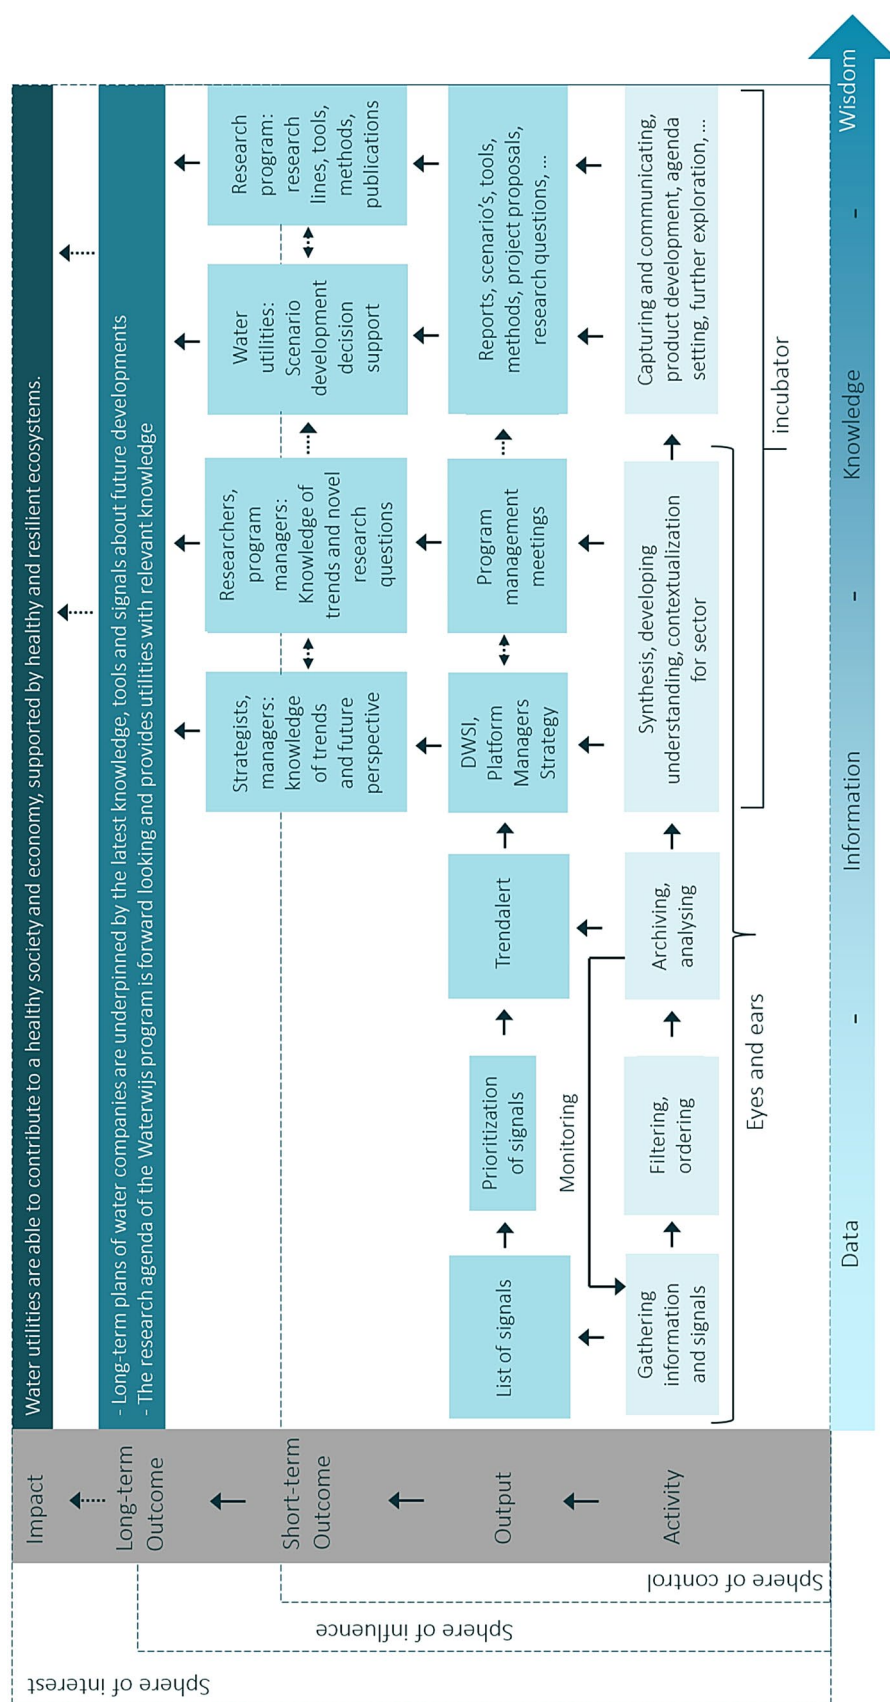 Sphere of interest
Sphere of influence
Sphere of control
Impact
Water utilities are able to contribute to a healthy society and economy, supported by healthy and resilient ecosystems.
Long-term
Outcome
- Long-term plans of water companies are underpinned by the latest knowledge, tools and signals about future developments
- The research agenda of the Waterwijs program is forward looking and provides utilities with relevant knowledge
Short-term
Outcome
Strategists,
managers:
knowledge
of trends
and future
perspective
Researchers,
program
managers:
Knowledge of
trends and novel
research
questions
Water
utilities:
Scenario
development
decision
support
Research
program:
research
lines, tools,
methods,
publications
Output
List of signals
Prioritization
of signals
Trendalert
DWSI,
Platform
Managers
Strategy
Program
management
meetings
Reports, scenario's, tools,
methods, project proposals,
research questions, ...
Monitoring
Activity
Gathering
information
and signals
Filtering,
ordering
Archiving,
analysing
Synthesis, developing
understanding, contextualization
for sector
Capturing and communicating,
product development, agenda
setting, further exploration, ...
Eyes and ears
incubator
Data - Information - Knowledge - Wisdom